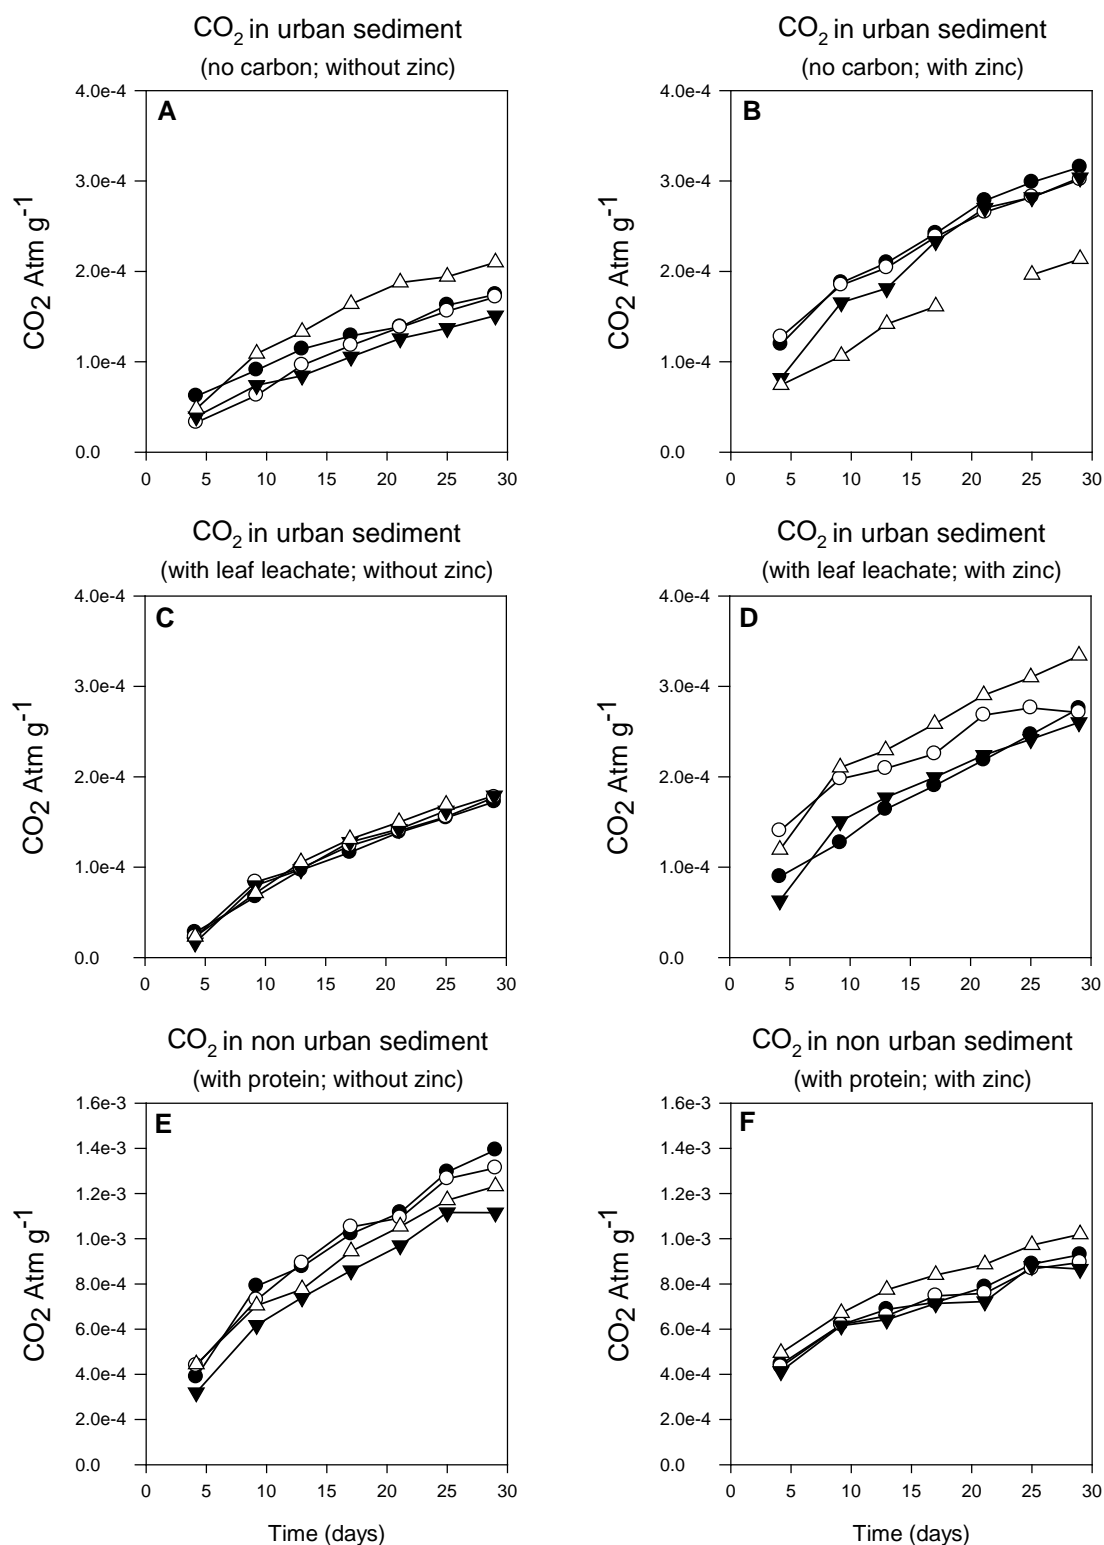 CO2 in urban sediment
(no carbon; without zinc)
A
CO2 Atm g-1
4.0e-4
3.0e-4
2.0e-4
1.0e-4
0.0
0 5 10 15 20 25 30
CO2 in urban sediment
(no carbon; with zinc)
B
CO2 Atm g-1
4.0e-4
3.0e-4
2.0e-4
1.0e-4
0.0
0 5 10 15 20 25 30
CO2 in urban sediment
(with leaf leachate; without zinc)
C
CO2 Atm g-1
4.0e-4
3.0e-4
2.0e-4
1.0e-4
0.0
0 5 10 15 20 25 30
CO2 in urban sediment
(with leaf leachate; with zinc)
D
CO2 Atm g-1
4.0e-4
3.0e-4
2.0e-4
1.0e-4
0.0
0 5 10 15 20 25 30
CO2 in non urban sediment
(with protein; without zinc)
E
CO2 Atm g-1
1.6e-3
1.4e-3
1.2e-3
1.0e-3
8.0e-4
6.0e-4
4.0e-4
2.0e-4
0.0
0 5 10 15 20 25 30
Time (days)
CO2 in non urban sediment
(with protein; with zinc)
F
CO2 Atm g-1
1.6e-3
1.4e-3
1.2e-3
1.0e-3
8.0e-4
6.0e-4
4.0e-4
2.0e-4
0.0
0 5 10 15 20 25 30
Time (days)